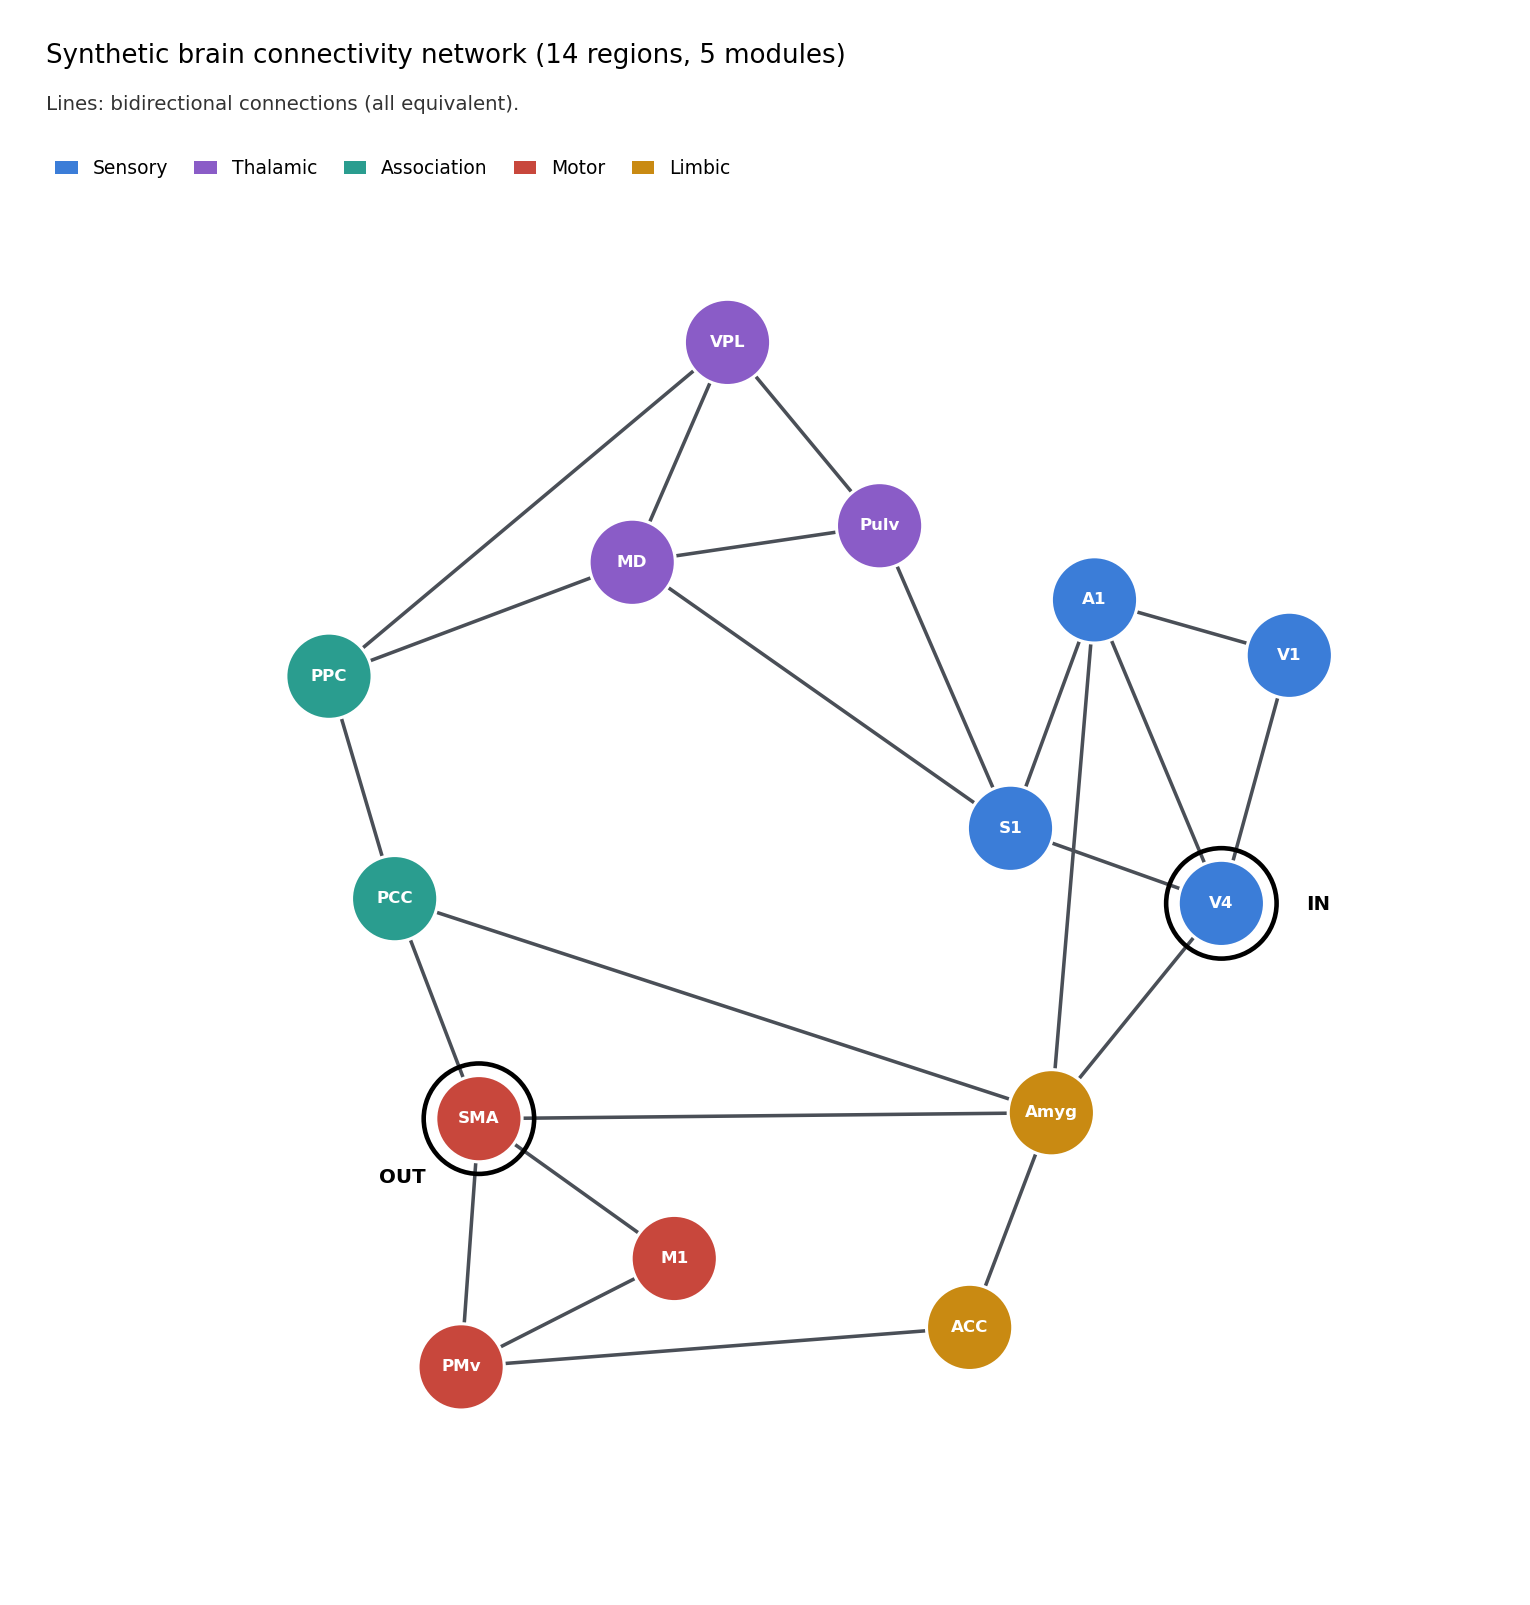 Synthetic brain connectivity network (14 regions, 5 modules)
Lines: bidirectional connections (all equivalent).
Sensory Thalamic Association Motor Limbic
VPL
Pulv
MD
A1
V1
PPC
S1
PCC
V4 IN
Amyg
SMA
OUT
M1
ACC
PMv